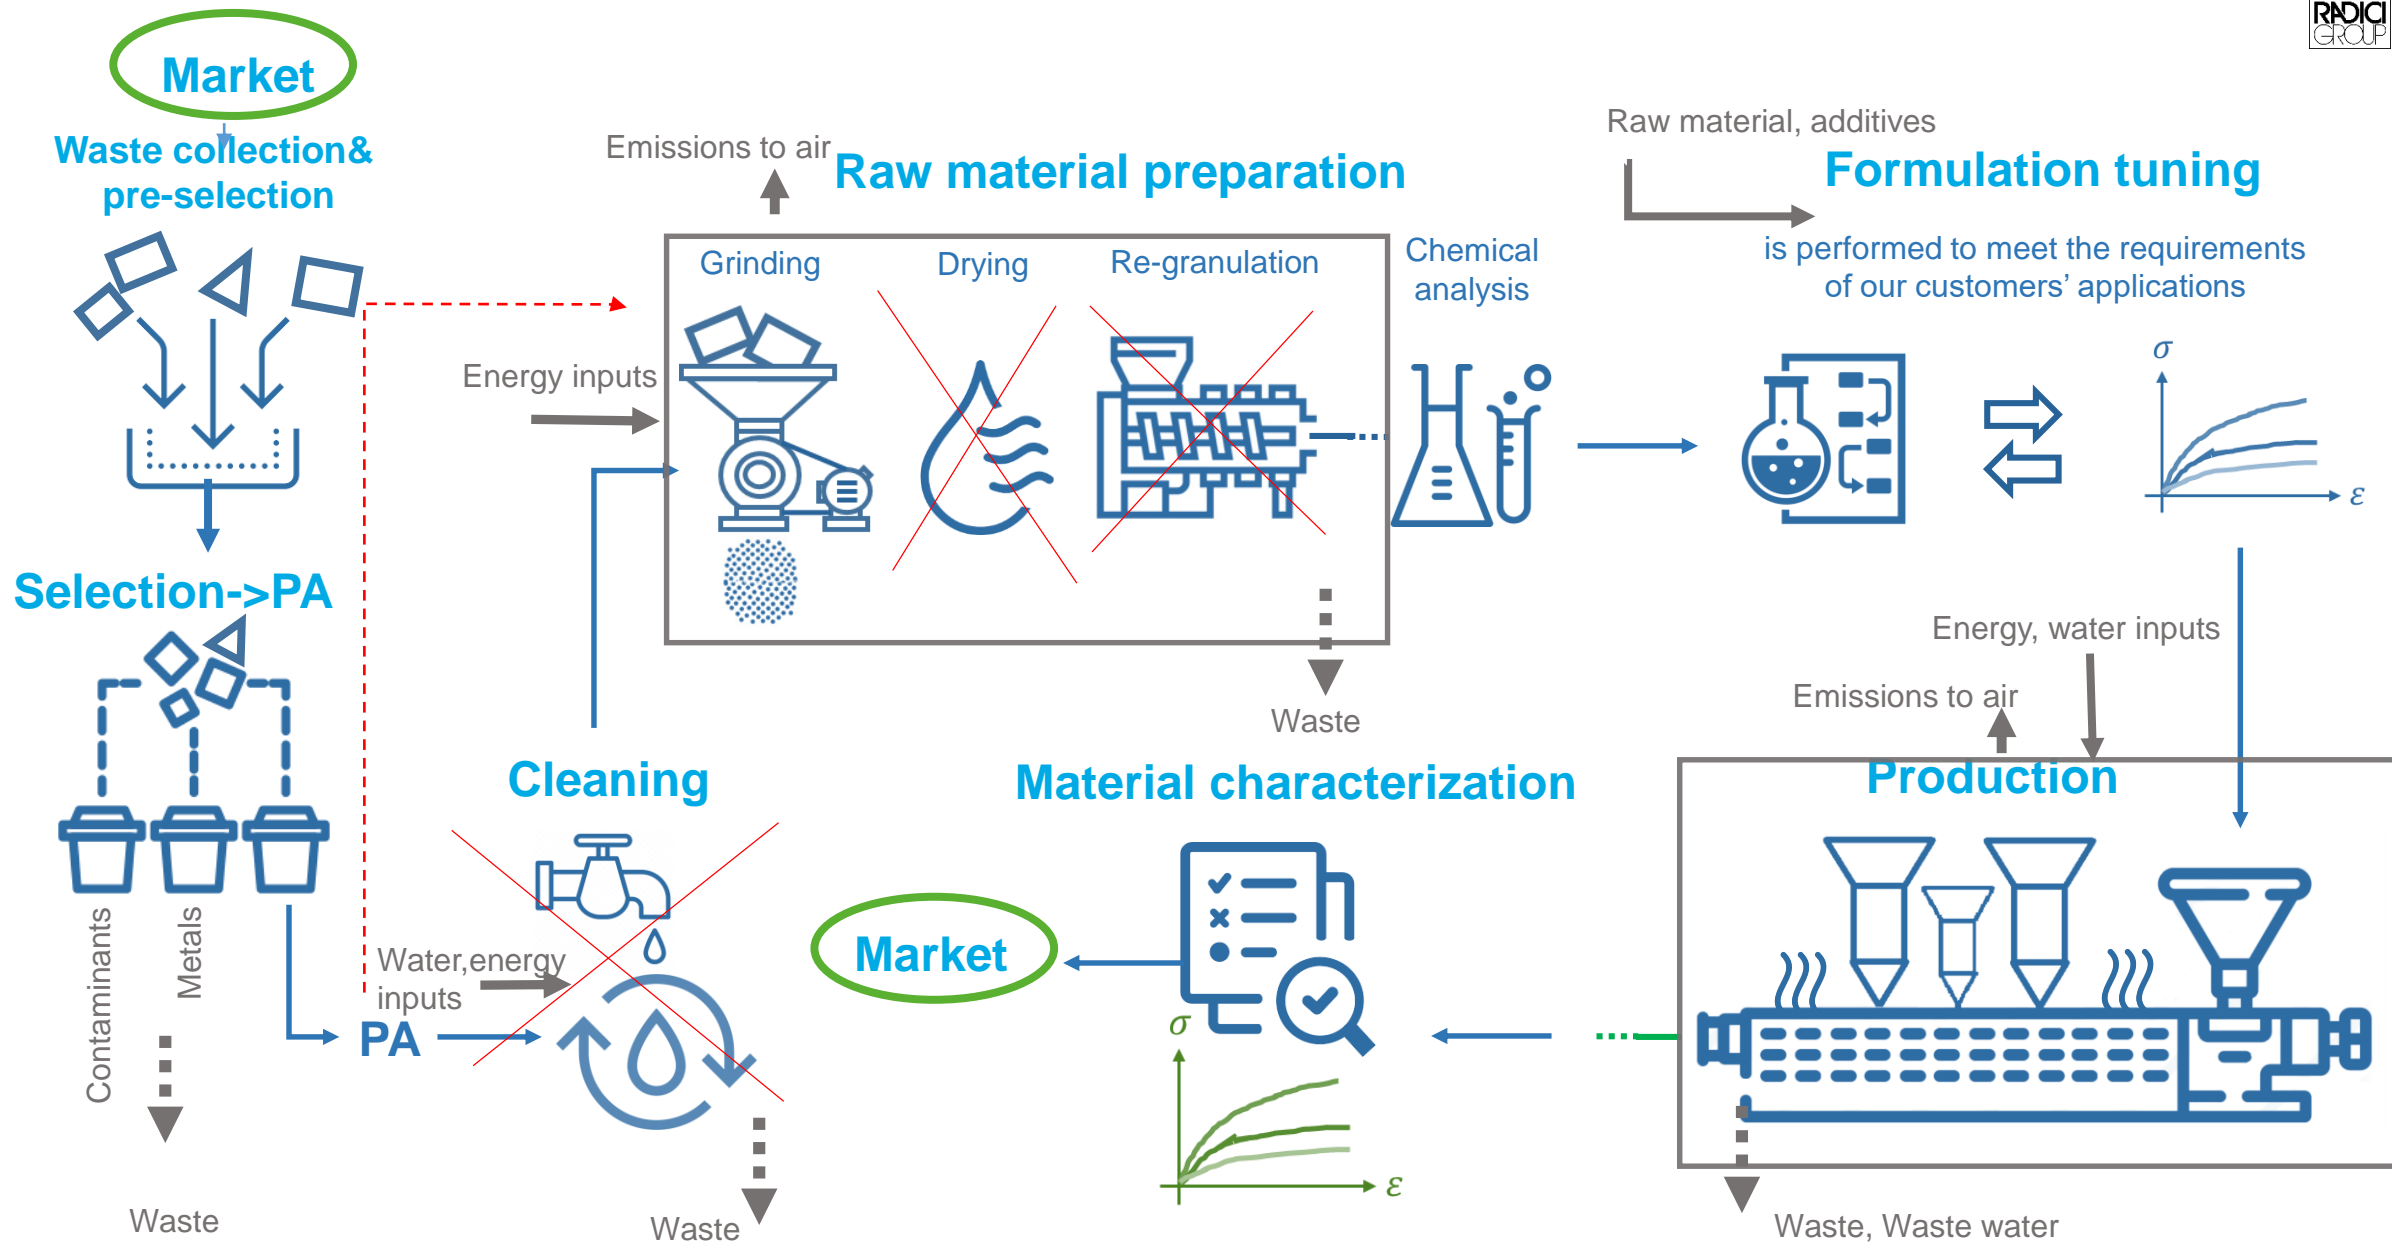 RADICI
GROUP
Market
Waste collection&
pre-selection
Emissions to air
Raw material preparation
Raw material, additives
Formulation tuning
is performed to meet the requirements
of our customers’ applications
Grinding
Drying
Re-granulation
Chemical
analysis
Energy inputs
σ
ε
Selection->PA
Waste
Energy, water inputs
Emissions to air
Cleaning
Material characterization
Production
Contaminants
Metals
Water,energy
inputs
PA
Market
σ
ε
Waste
Waste
Waste, Waste water